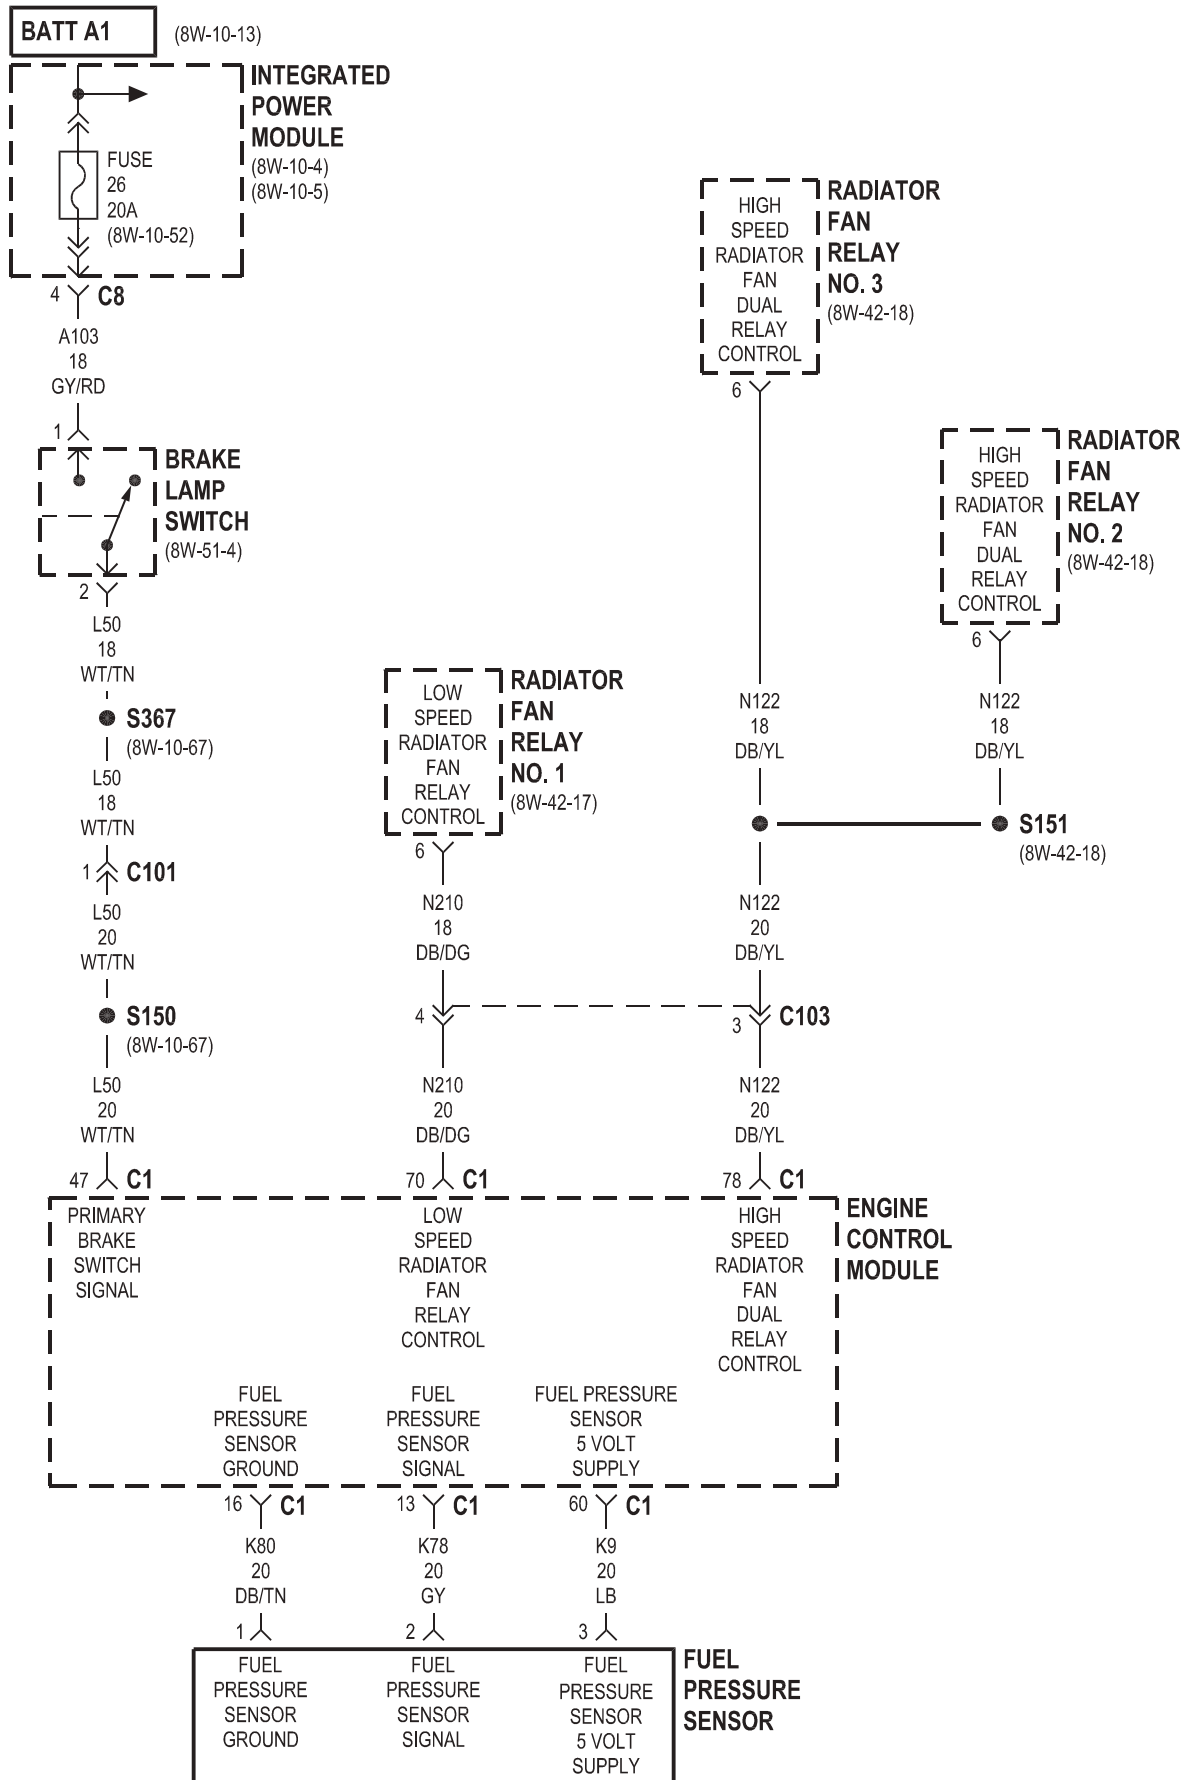 BATT A1
(8W-10-13)
INTEGRATED
POWER
MODULE
(8W-10-4)
(8W-10-5)
FUSE
26
20A
(8W-10-52)
4
C8
A103
18
GY/RD
1
BRAKE
LAMP
SWITCH
(8W-51-4)
2
L50
18
WT/TN
S367
(8W-10-67)
L50
18
WT/TN
1
C101
L50
20
WT/TN
S150
(8W-10-67)
L50
20
WT/TN
47
C1
LOW
SPEED
RADIATOR
FAN
RELAY
CONTROL
RADIATOR
FAN
RELAY
NO. 1
(8W-42-17)
6
N210
18
DB/DG
4
N210
20
DB/DG
70
C1
HIGH
SPEED
RADIATOR
FAN
DUAL
RELAY
CONTROL
RADIATOR
FAN
RELAY
NO. 3
(8W-42-18)
6
N122
18
DB/YL
HIGH
SPEED
RADIATOR
FAN
DUAL
RELAY
CONTROL
RADIATOR
FAN
RELAY
NO. 2
(8W-42-18)
6
N122
18
DB/YL
S151
(8W-42-18)
N122
20
DB/YL
3
C103
N122
20
DB/YL
78
C1
ENGINE
CONTROL
MODULE
PRIMARY
BRAKE
SWITCH
SIGNAL
LOW
SPEED
RADIATOR
FAN
RELAY
CONTROL
HIGH
SPEED
RADIATOR
FAN
DUAL
RELAY
CONTROL
FUEL
PRESSURE
SENSOR
GROUND
FUEL
PRESSURE
SENSOR
SIGNAL
FUEL PRESSURE
SENSOR
5 VOLT
SUPPLY
16
C1
K80
20
DB/TN
1
13
C1
K78
20
GY
2
60
C1
K9
20
LB
3
FUEL
PRESSURE
SENSOR
GROUND
FUEL
PRESSURE
SENSOR
SIGNAL
FUEL
PRESSURE
SENSOR
5 VOLT
SUPPLY
FUEL
PRESSURE
SENSOR